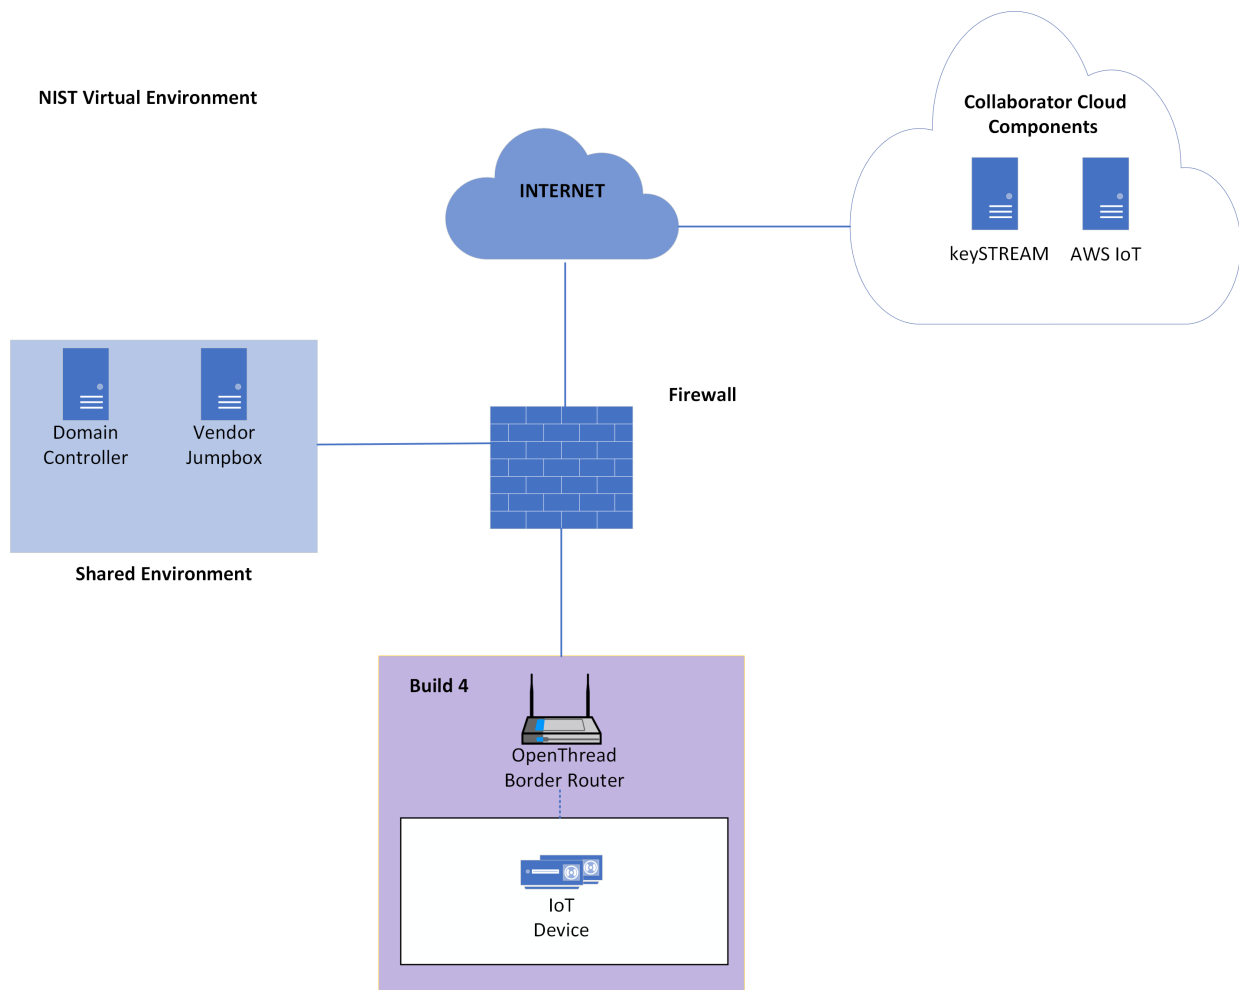 NIST Virtual Environment
Collaborator Cloud
Components
INTERNET
keySTREAM
AWS IoT
Firewall
Domain
Controller
Vendor
Jumpbox
Shared Environment
Build 4
OpenThread
Border Router
IoT
Device